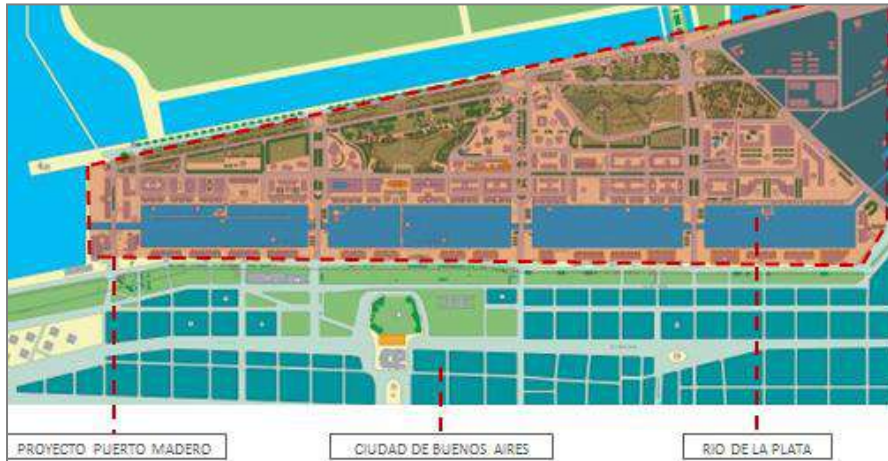 PROYECTO PUERTO MADERO
CIUDAD DE BUENOS AIRES
RIO DE LA PLATA